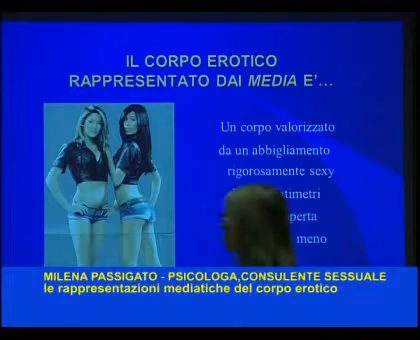 IL CORPO EROTICO
RAPPRESENTATO DAI MEDIA E'...
Un corpo valorizzato
da un abbigliamento
rigorosamente sexy
perta
meno
MILENA PASSIGATO - PSICOLOGA,CONSULENTE SESSUALE
le rappresentazioni mediatiche del corpo erotico